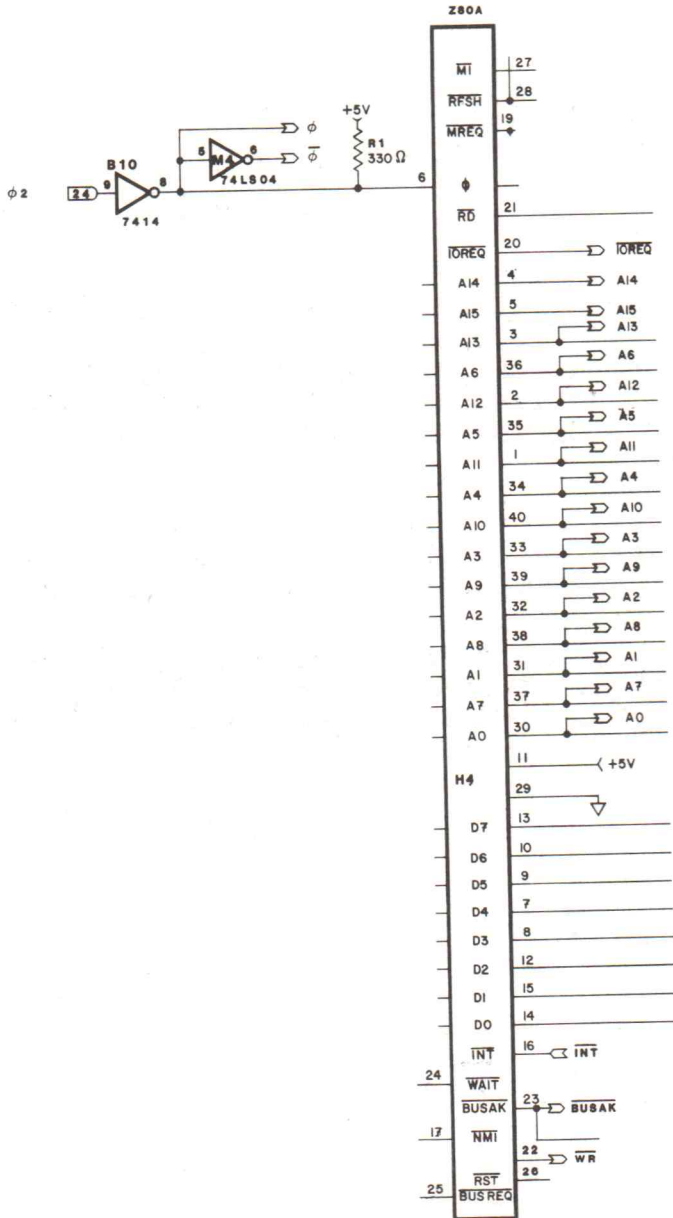 Z80A
M1 27
RFSH 28
MREQ 19
+5V
R1
330 Ω
φ
φ
5 M4 6
74LS04
B10
φ2 24 9 8
7414
6 φ
RD 21
IOREQ 20 IOREQ
A14 4 A14
A15 5 A15
A13 3 A13
A6 36 A6
A12 2 A12
A5 35 A5
A11 1 A11
A4 34 A4
A10 40 A10
A3 33 A3
A9 39 A9
A2 32 A2
A8 38 A8
A1 31 A1
A7 37 A7
A0 30 A0
11 +5V
H4
29
D7 13
D6 10
D5 9
D4 7
D3 8
D2 12
D1 15
D0 14
INT 16 INT
24 WAIT
BUSAK 23 BUSAK
17 NMI
22 WR
RST 26
25 BUSREQ